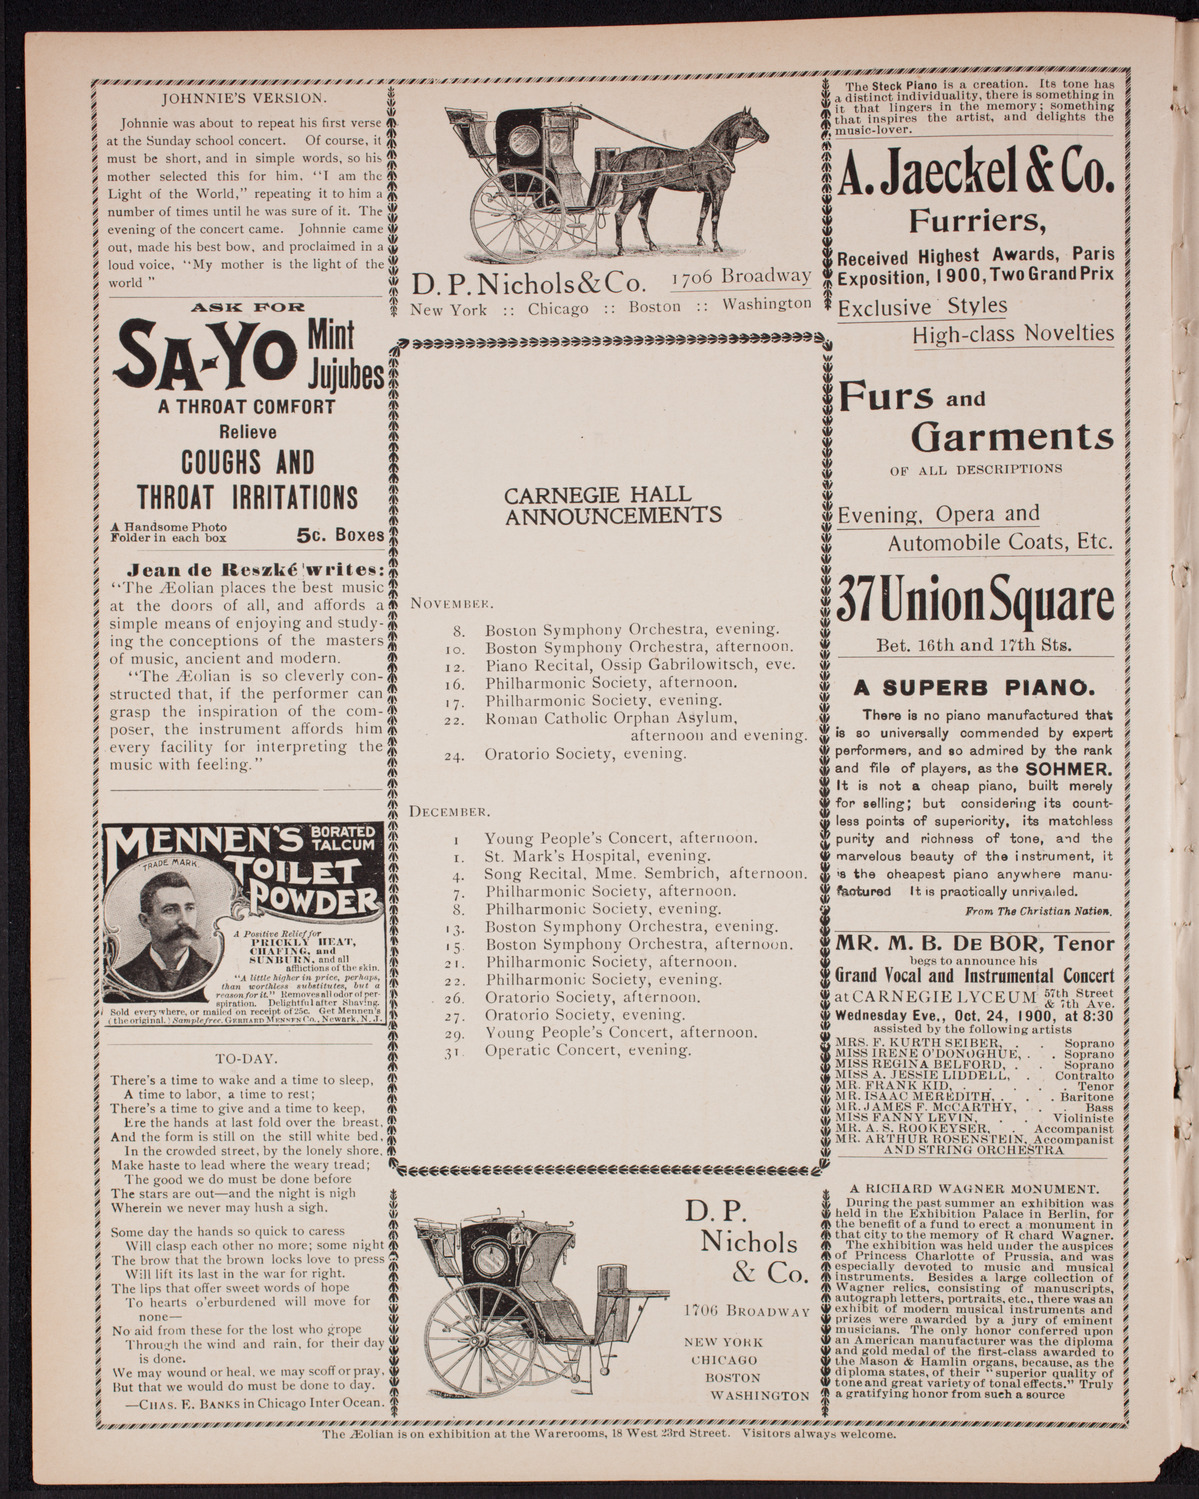 JOHNNIE'S VERSION.
Johnnie was about to repeat his first verse
at the Sunday school concert. Of course, it
must be short, and in simple words, so his
mother selected this for him, "I am the
Light of the World," repeating it to him a
number of times until he was sure of it. The
evening of the concert came. Johnnie came
out, made his best bow, and proclaimed in a
loud voice, "My mother is the light of the
world "
ASK FOR
SA-YO Mint
Jujubes
A THROAT COMFORT
Relieve
COUGHS AND
THROAT IRRITATIONS
A Handsome Photo
Folder in each box
5c. Boxes
Jean de Reszké writes:
"The Æolian places the best music
at the doors of all, and affords a
simple means of enjoying and study-
ing the conceptions of the masters
of music, ancient and modern.
"The Æolian is so cleverly con-
structed that, if the performer can
grasp the inspiration of the com-
poser, the instrument affords him
every facility for interpreting the
music with feeling."
MENNEN'S BORATED
TALCUM
TOILET
POWDER
TRADE MARK
A Positive Relief for
PRICKLY HEAT,
CHAFING, and
SUNBURN, and all
afflictions of the skin.
"A little higher in price, perhaps,
than worthless substitutes, but a
reason for it." Removes all odor of per-
spiration. Delightful after Shaving.
Sold everywhere, or mailed on receipt of 25c. Get Mennen's
(the original.) Sample free. GERHARD MENNEN CO., Newark, N. J.
TO-DAY.
There's a time to wake and a time to sleep,
A time to labor, a time to rest;
There's a time to give and a time to keep,
Ere the hands at last fold over the breast,
And the form is still on the still white bed.
In the crowded street, by the lonely shore,
Make haste to lead where the weary tread;
The good we do must be done before
The stars are out—and the night is nigh
Wherein we never may hush a sigh.
Some day the hands so quick to caress
Will clasp each other no more; some night
The brow that the brown locks love to press
Will lift its last in the war for right.
The lips that offer sweet words of hope
To hearts o'erburdened will move for
none—
No aid from these for the lost who grope
Through the wind and rain, for their day
is done.
We may wound or heal, we may scoff or pray,
But that we would do must be done to day.
—CHAS. E. BANKS in Chicago Inter Ocean.
D. P. Nichols & Co. 1706 Broadway
New York :: Chicago :: Boston :: Washington
CARNEGIE HALL
ANNOUNCEMENTS
NOVEMBER.
8. Boston Symphony Orchestra, evening.
10. Boston Symphony Orchestra, afternoon.
12. Piano Recital, Ossip Gabrilowitsch, eve.
16. Philharmonic Society, afternoon.
17. Philharmonic Society, evening.
22. Roman Catholic Orphan Asylum,
afternoon and evening.
24. Oratorio Society, evening.
DECEMBER.
1 Young People's Concert, afternoon.
1. St. Mark's Hospital, evening.
4. Song Recital, Mme. Sembrich, afternoon.
7. Philharmonic Society, afternoon.
8. Philharmonic Society, evening.
13. Boston Symphony Orchestra, evening.
15. Boston Symphony Orchestra, afternoon.
21. Philharmonic Society, afternoon.
22. Philharmonic Society, evening.
26. Oratorio Society, afternoon.
27. Oratorio Society, evening.
29. Young People's Concert, afternoon.
31. Operatic Concert, evening.
D. P.
Nichols
& Co.
1706 BROADWAY
NEW YORK
CHICAGO
BOSTON
WASHINGTON
The Steck Piano is a creation. Its tone has
a distinct individuality, there is something in
it that lingers in the memory; something
that inspires the artist, and delights the
music-lover.
A. Jaeckel & Co.
Furriers,
Received Highest Awards, Paris
Exposition, 1900, Two Grand Prix
Exclusive Styles
High-class Novelties
Furs and
Garments
OF ALL DESCRIPTIONS
Evening, Opera and
Automobile Coats, Etc.
37 Union Square
Bet. 16th and 17th Sts.
A SUPERB PIANO.
There is no piano manufactured that
is so universally commended by expert
performers, and so admired by the rank
and file of players, as the SOHMER.
It is not a cheap piano, built merely
for selling; but considering its count-
less points of superiority, its matchless
purity and richness of tone, and the
marvelous beauty of the instrument, it
's the cheapest piano anywhere manu-
factured It is practically unrivaled.
From The Christian Nation.
MR. M. B. DE BOR, Tenor
begs to announce his
Grand Vocal and Instrumental Concert
at CARNEGIE LYCEUM 57th Street
& 7th Ave.
Wednesday Eve., Oct. 24, 1900, at 8:30
assisted by the following artists
MRS. F. KURTH SEIBER, . . Soprano
MISS IRENE O'DONOGHUE, . . Soprano
MISS REGINA BELFORD, . . Soprano
MISS A. JESSIE LIDDELL, . Contralto
MR. FRANK KID, . . . . . Tenor
MR. ISAAC MEREDITH, . . . Baritone
MR. JAMES F. McCARTHY, . . Bass
MISS FANNY LEVIN, . . Violiniste
MR. A. S. ROOKEYSER, . Accompanist
MR. ARTHUR ROSENSTEIN, Accompanist
AND STRING ORCHESTRA
A RICHARD WAGNER MONUMENT.
During the past summer an exhibition was
held in the Exhibition Palace in Berlin, for
the benefit of a fund to erect a monument in
that city to the memory of R chard Wagner.
The exhibition was held under the auspices
of Princess Charlotte of Prussia, and was
especially devoted to music and musical
instruments. Besides a large collection of
Wagner relics, consisting of manuscripts,
autograph letters, portraits, etc., there was an
exhibit of modern musical instruments and
prizes were awarded by a jury of eminent
musicians. The only honor conferred upon
an American manufacturer was the diploma
and gold medal of the first-class awarded to
the Mason & Hamlin organs, because, as the
diploma states, of their "superior quality of
tone and great variety of tonal effects." Truly
a gratifying honor from such a source
The Æolian is on exhibition at the Warerooms, 18 West 23rd Street. Visitors always welcome.